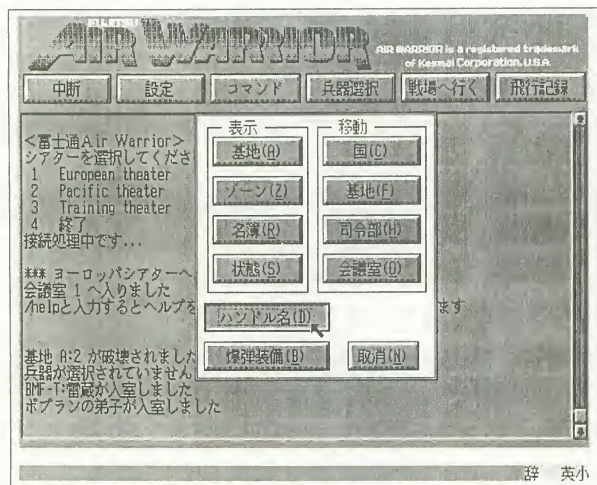 FUJITSU
AIR WARRIOR
AIR WARRIOR is a registered trademark
of Kesmai Corporation, U.S.A.
中断 設定 コマンド 兵器選択 戦場へ行く 飛行記録
<富士通Air Warrior>
シアターを選択してくださ
1 European theater
2 Pacific theater
3 Training theater
4 終了
接続処理中です...
*** ヨーロッパシアターへ
会議室 1 へ入りました
/helpと入力するとヘルプを
ます
基地 A:2 が破壊されました
兵器が選択されていません
BMF-T:雷蔵が入室しました
ポプランの弟子が入室しました
表示
基地(A)
ゾーン(Z)
名簿(R)
状態(S)
移動
国(C)
基地(F)
司令部(H)
会議室(O)
ハンドル名(D)
爆弾装備(B) 取消(N)
辞 英小